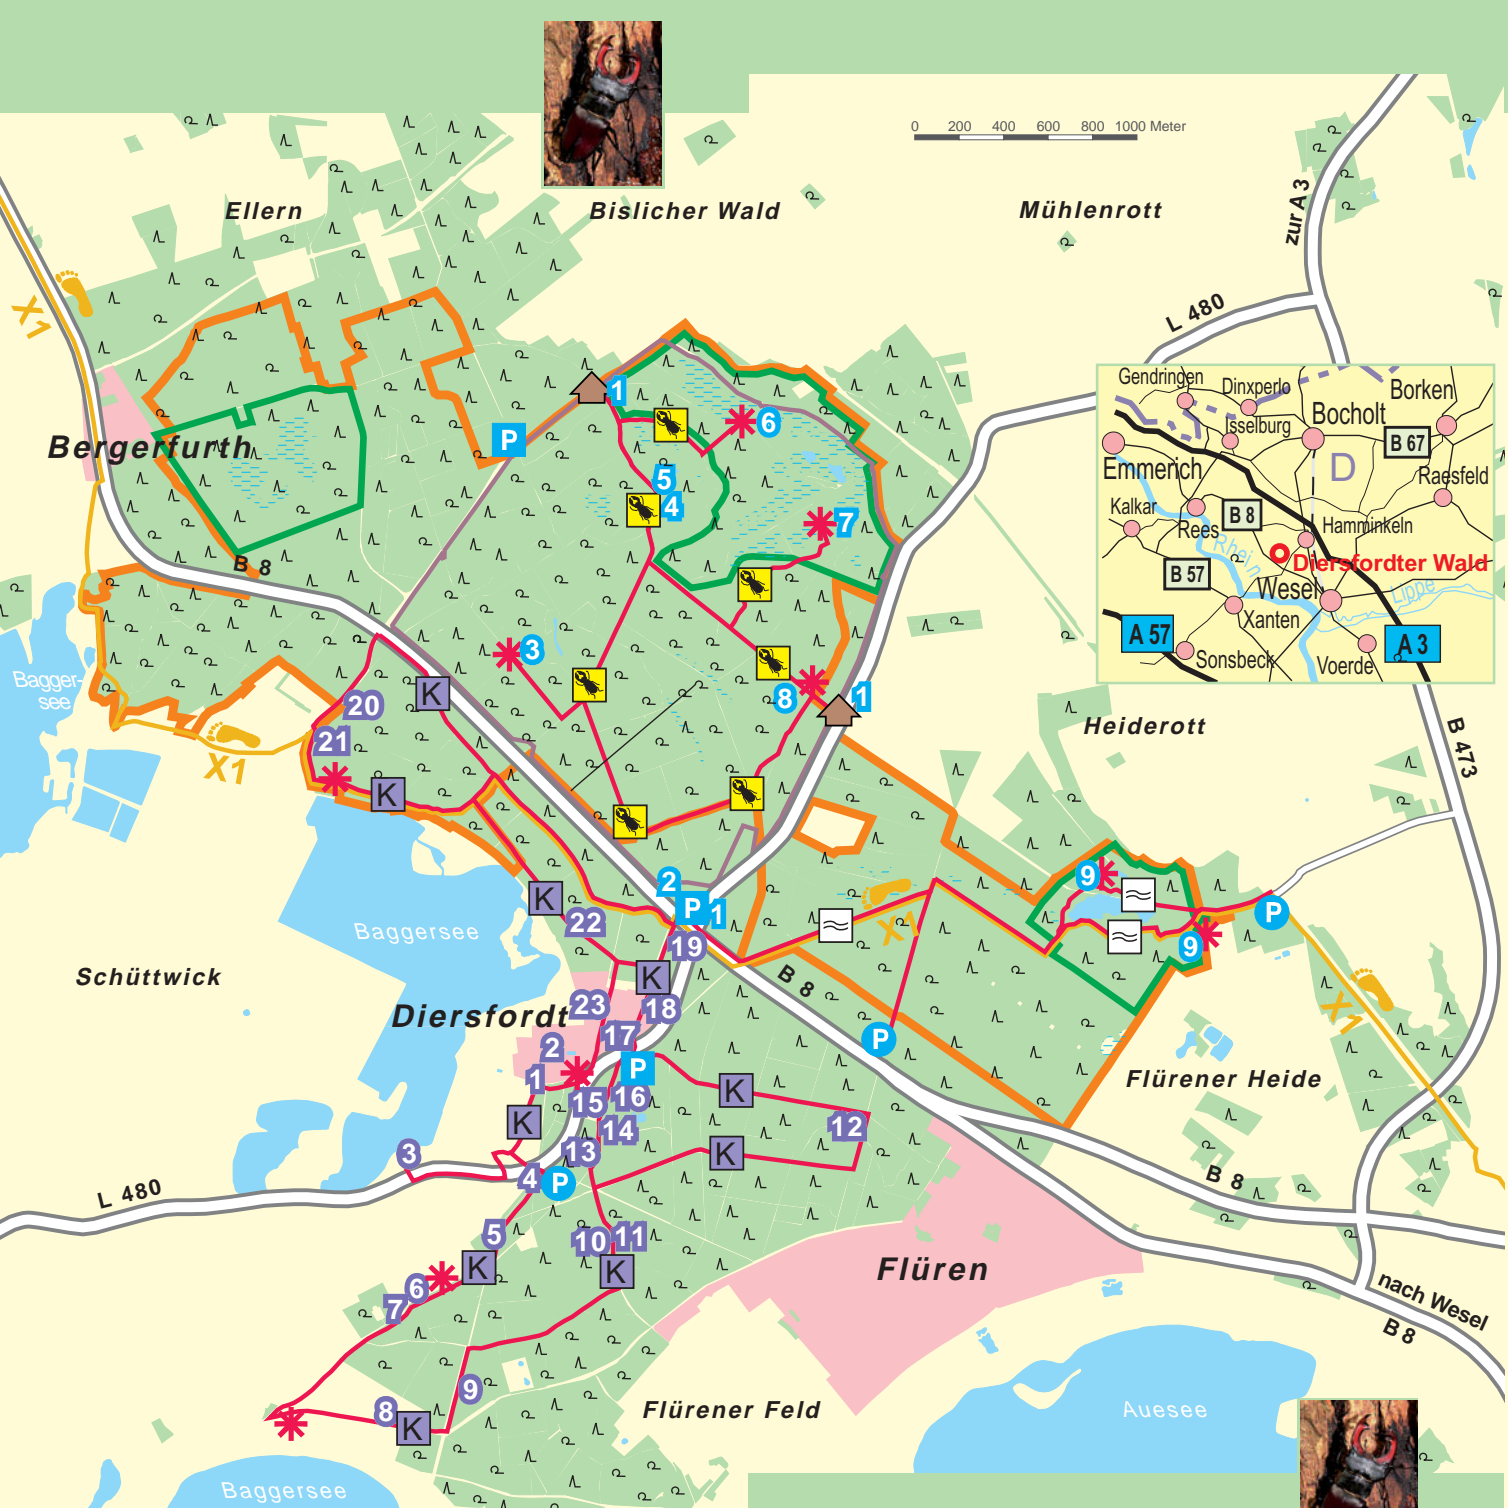 0 200 400 600 800 1000 Meter
Ellern
Bislicher Wald
Mühlenrott
zur A 3
X1
L 480
Gendringen
Dinxperlo
Borken
Isselburg
Bocholt
B 67
Emmerich
D
Raesfeld
Kalkar
Rees
B 8
Hamminkeln
Rhein
Diersfordter Wald
B 57
Wesel
Lippe
Xanten
A 57
Sonsbeck
Voerde
A 3
1
P
6
Bergerfurth
5
4
7
B 8
3
8
1
Bagger-
see
K
20
21
X1
K
Heiderott
B 473
2
P
1
9
K
22
19
X1
9
P
Baggersee
Schüttwick
K
B 8
Diersfordt
23
18
17
P
X1
2
1
P
15
16
K
Flürener Heide
K
14
12
13
K
3
4
P
L 480
B 8
5
10
11
K
K
Flüren
6
7
nach Wesel
B 8
9
8
K
Flürener Feld
Auesee
Baggersee